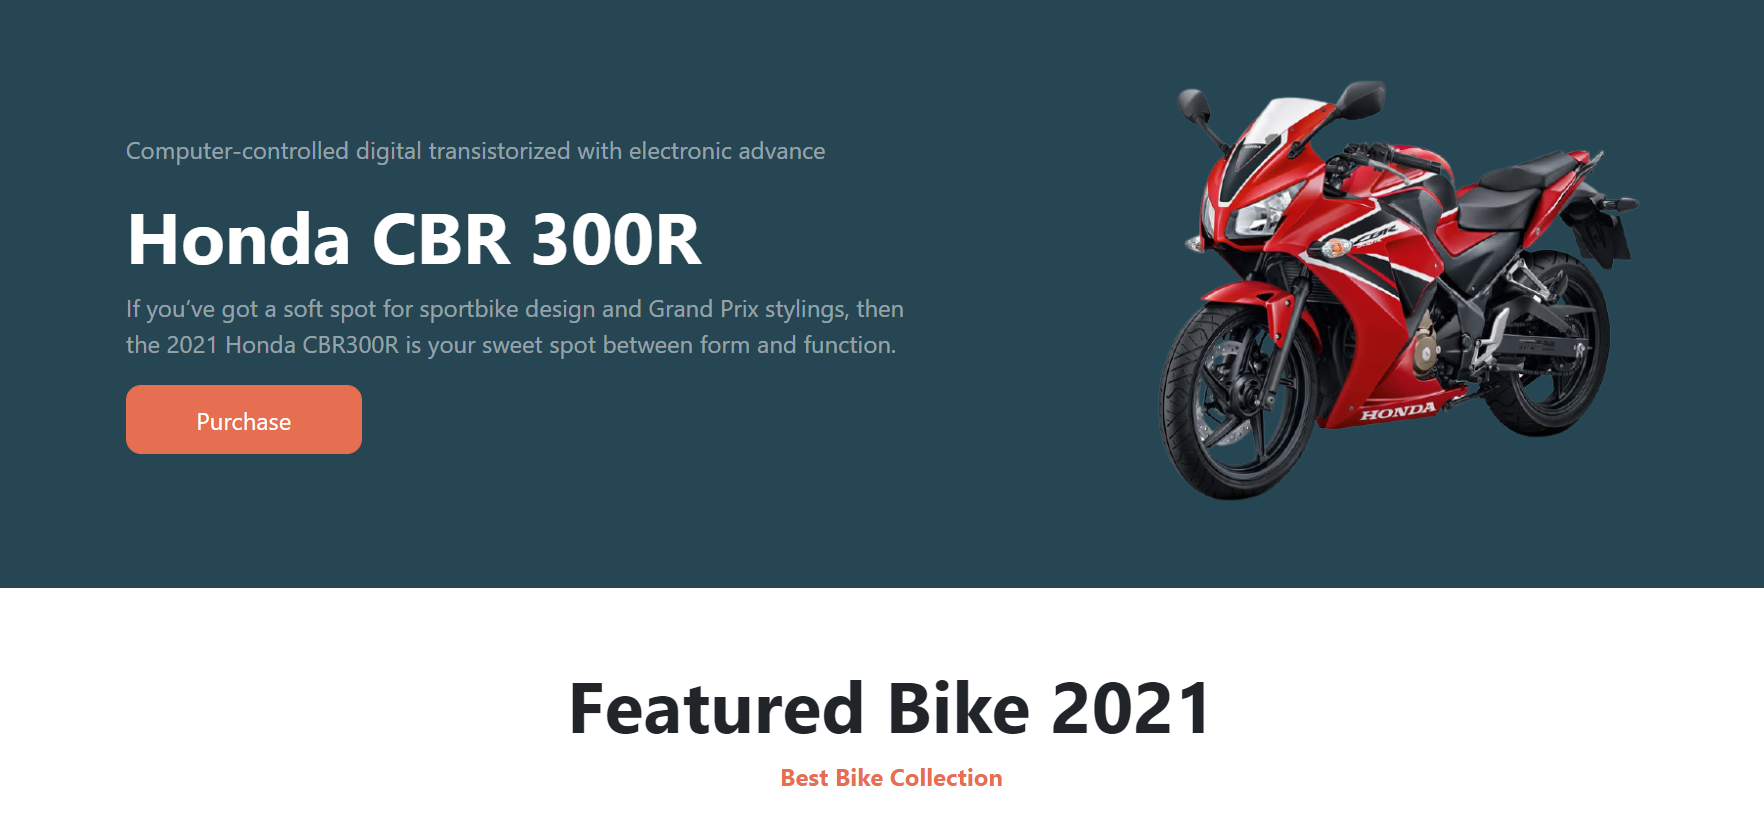 Computer-controlled digital transistorized with electronic advance
Honda CBR 300R
If you’ve got a soft spot for sportbike design and Grand Prix stylings, then
the 2021 Honda CBR300R is your sweet spot between form and function.
Purchase
CBR
HONDA
Featured Bike 2021
Best Bike Collection